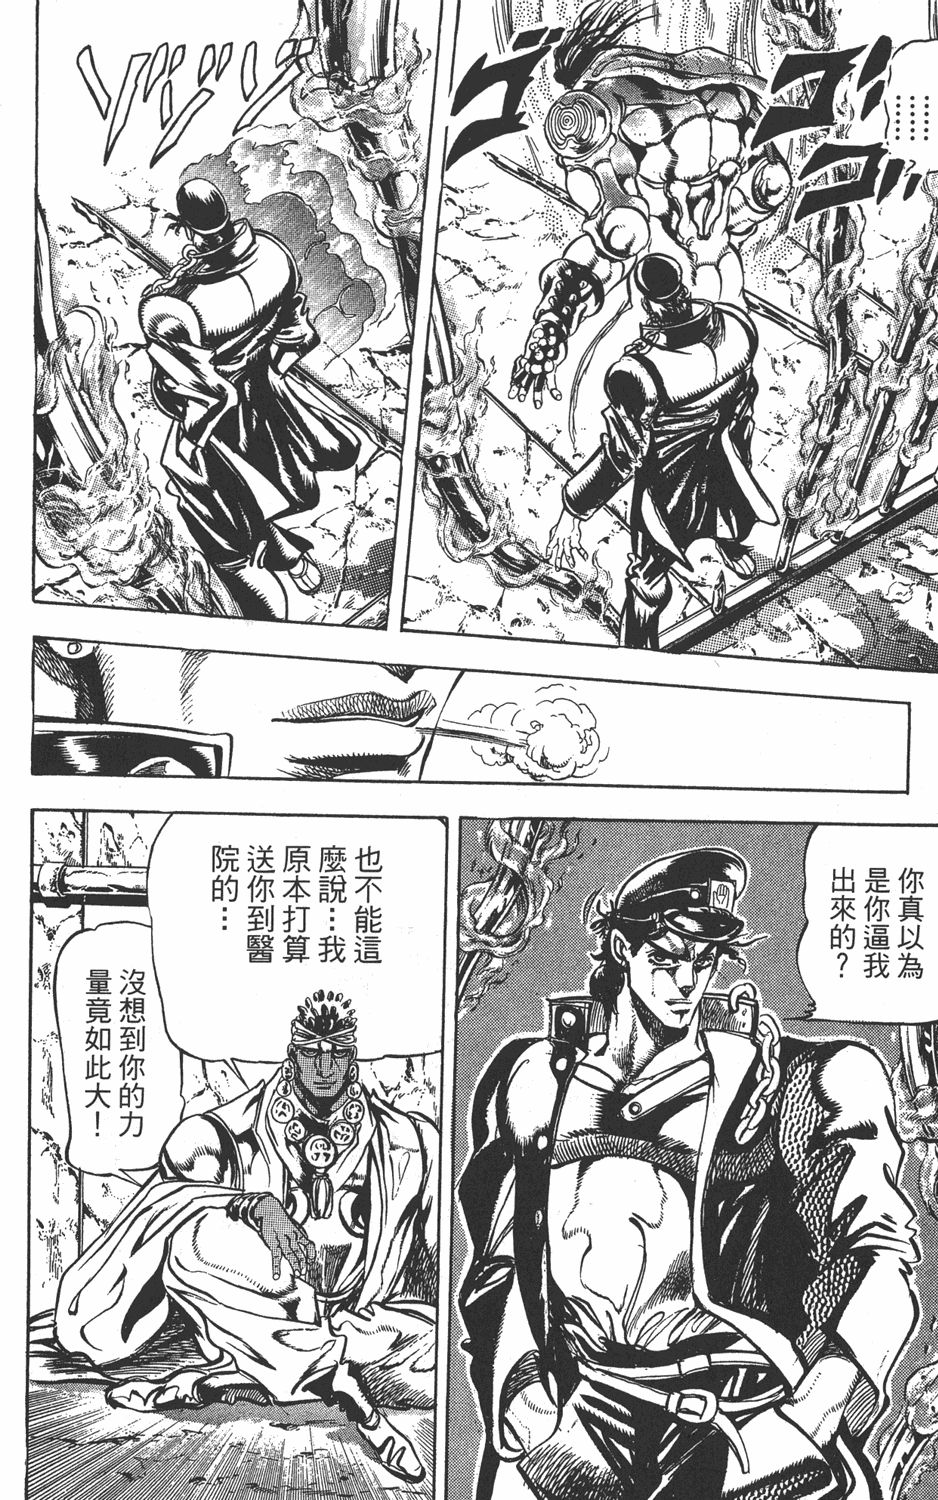 ゴ
ゴ
ゴ
ゾゾゾ
………
你真以為
是你逼我
出來的？
也不能這
麼說…我
原本打算
送你到醫
院的…
沒想到你的力
量竟如此大！